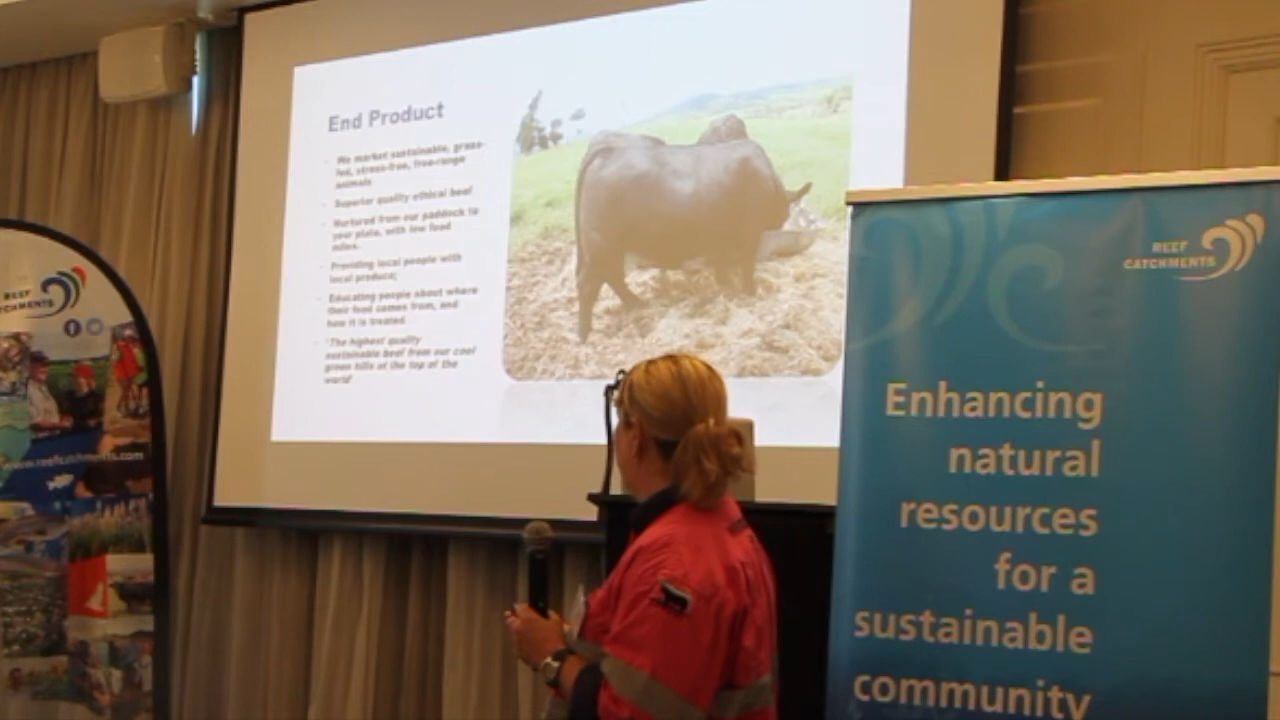 End Product
We market sustainable, grass-
fed, stress-free, free-range
animals
Superior quality ethical beef
Nurtured from our paddock to
your plate, with low food
miles.
Providing local people with
local produce;
Educating people about where
their food comes from, and
how it is treated
"The highest quality
sustainable beef from our cool
green hills at the top of the
world'
REEF
CATCHMENTS
www.reefcatchments.com
REEF
CATCHMENTS
Enhancing
natural
resources
for a
sustainable
community